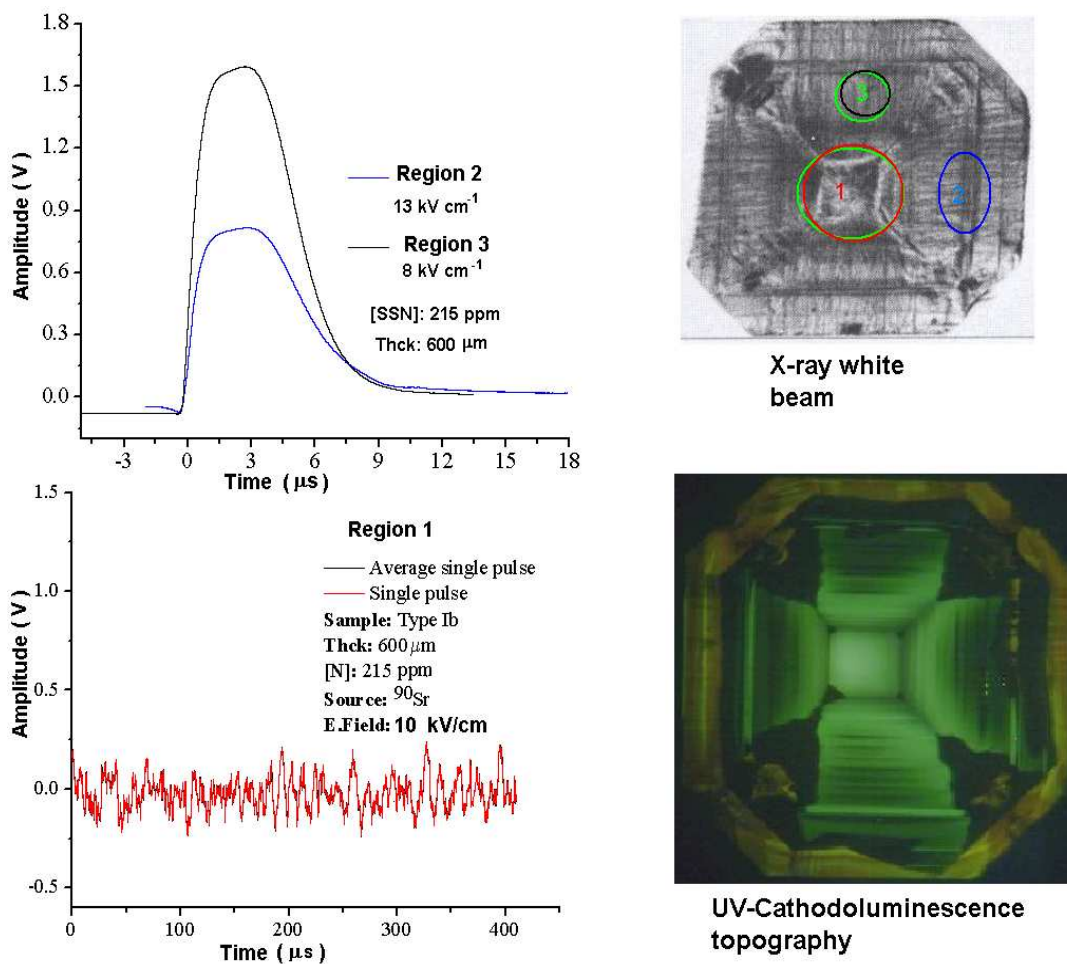 1.8
1.5
1.2
0.9
0.6
0.3
0.0
Amplitude ( V )
-3 0 3 6 9 12 15 18
Time ( μs )
Region 2
13 kV cm⁻¹
Region 3
8 kV cm⁻¹
[SSN]: 215 ppm
Thck: 600 μm
3
1
2
X-ray white
beam
1.5
1.0
0.5
0.0
-0.5
Amplitude ( V )
0 100 200 300 400
Time ( μs )
Region 1
Average single pulse
Single pulse
Sample: Type Ib
Thck: 600 μm
[N]: 215 ppm
Source: ⁹⁰Sr
E.Field: 10 kV/cm
UV-Cathodoluminescence
topography